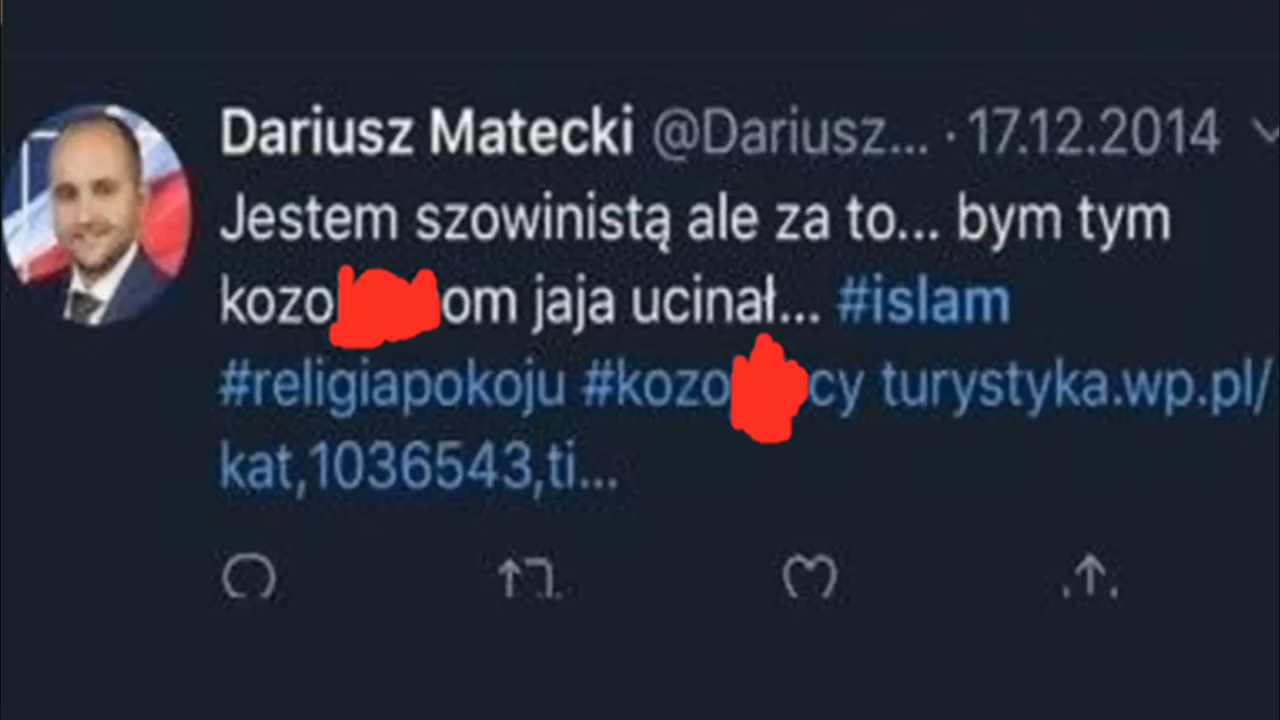 Dariusz Matecki @Dariusz... · 17.12.2014
Jestem szowinistą ale za to... bym tym
jaja ucinał... #islam
#religiapokoju turystyka.wp.pl/
kat,1036543,ti...